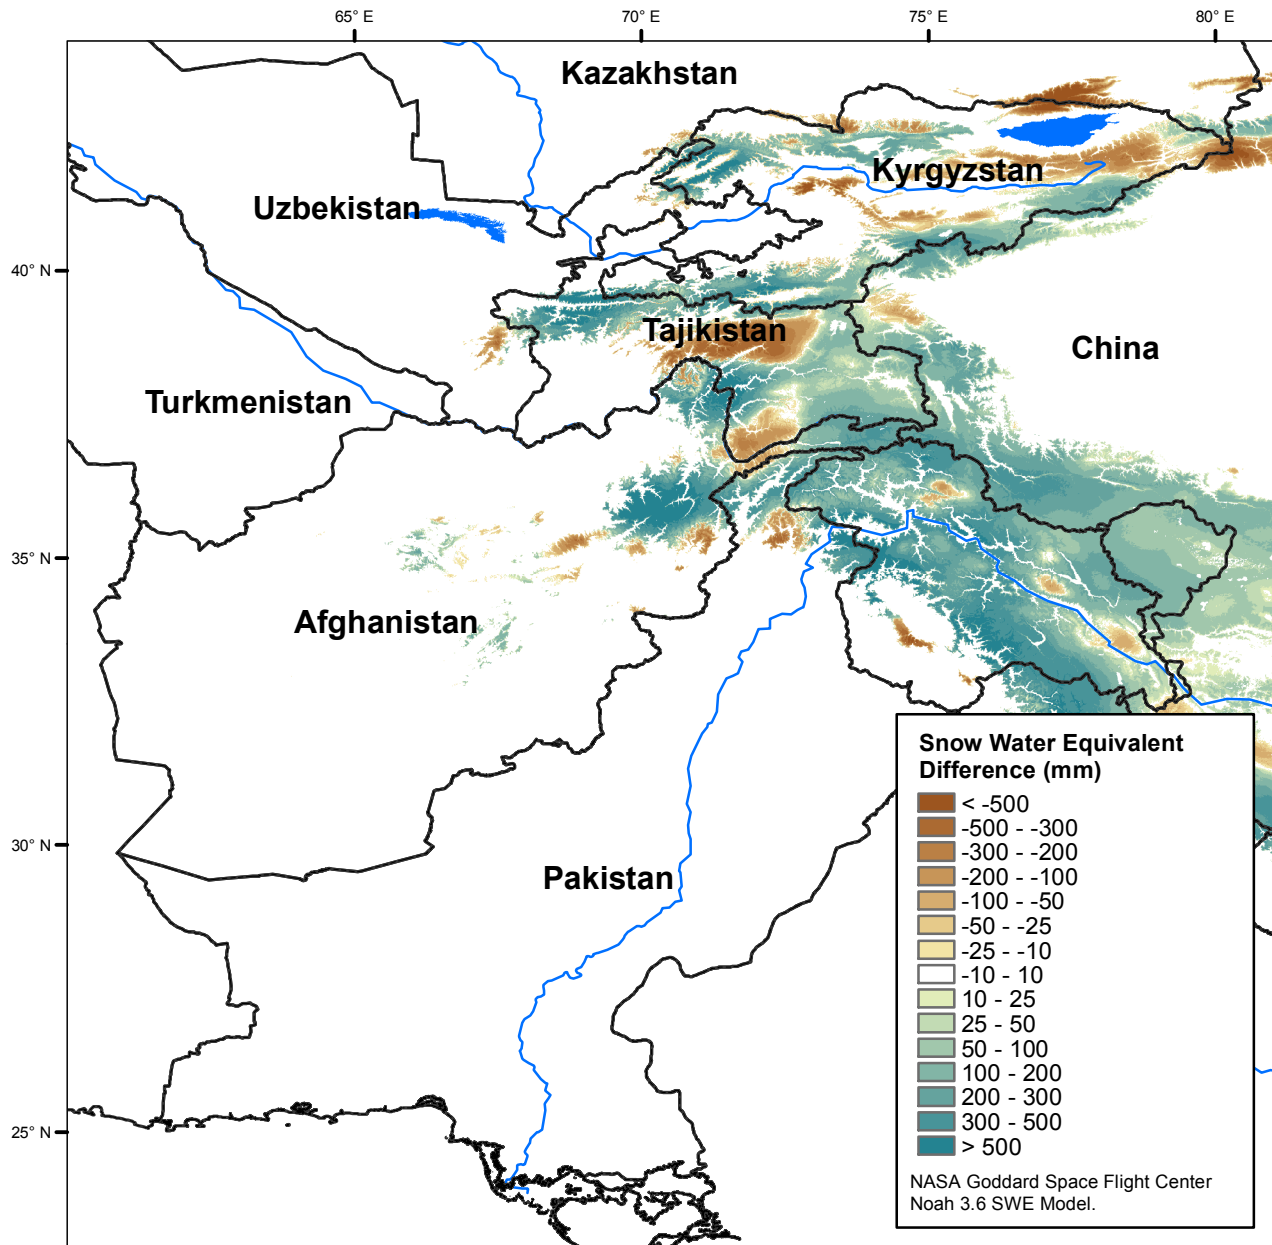 65° E
70° E
75° E
80° E
Kazakhstan
Kyrgyzstan
Uzbekistan
40° N
Tajikistan
China
Turkmenistan
35° N
Afghanistan
Snow Water Equivalent
Difference (mm)
< -500
-500 - -300
-300 - -200
-200 - -100
-100 - -50
-50 - -25
-25 - -10
-10 - 10
10 - 25
25 - 50
50 - 100
100 - 200
200 - 300
300 - 500
> 500
NASA Goddard Space Flight Center
Noah 3.6 SWE Model.
30° N
Pakistan
25° N